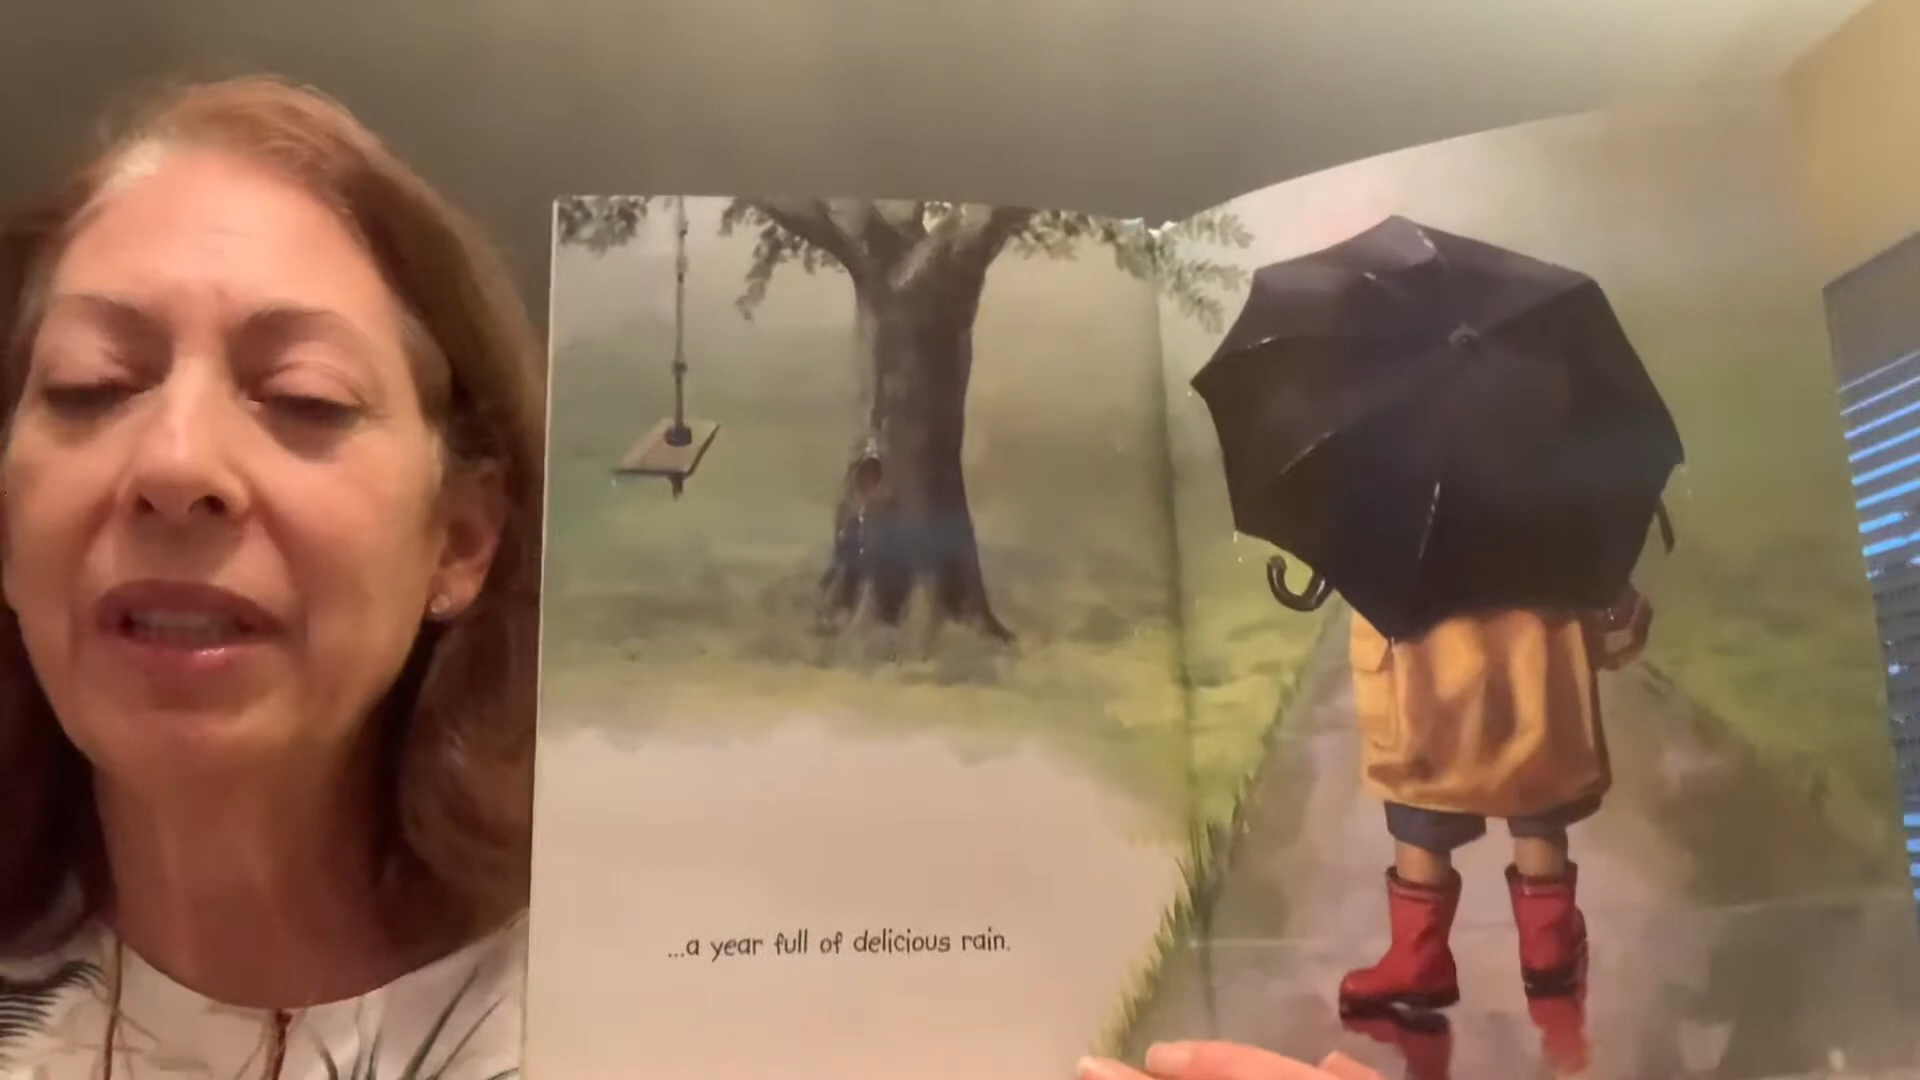 ...a year full of delicious rain.